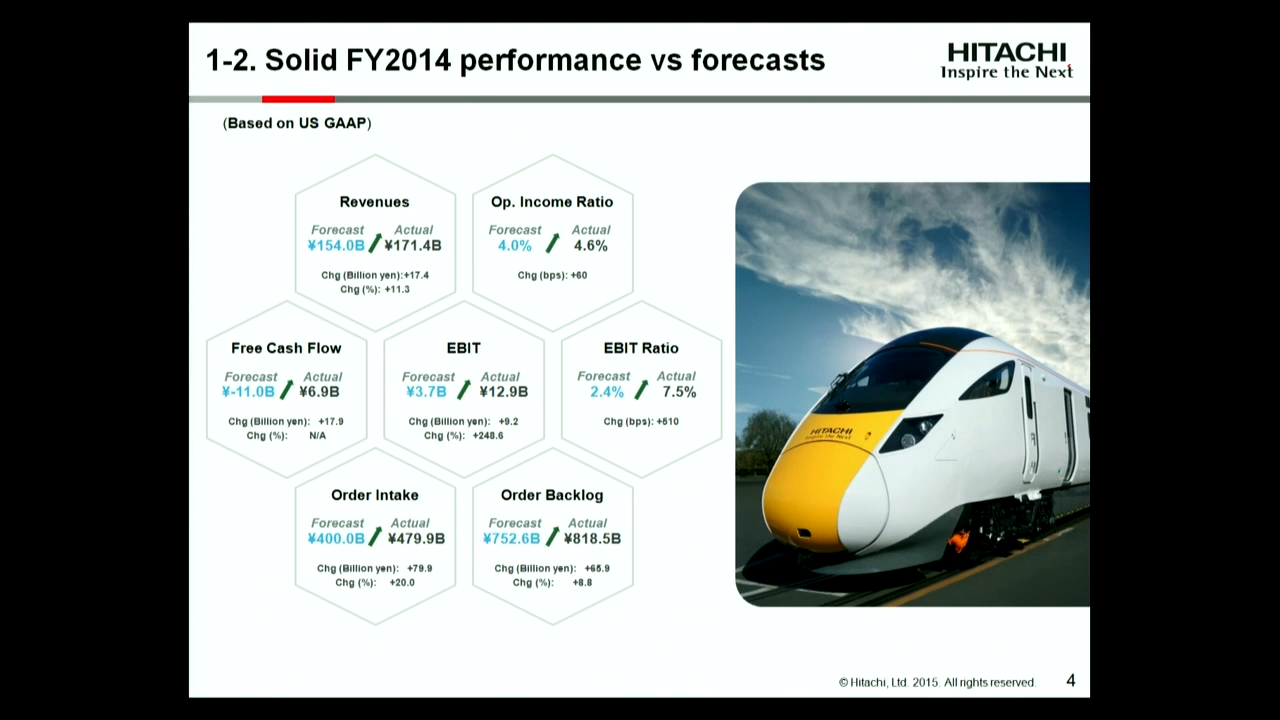 1-2. Solid FY2014 performance vs forecasts
HITACHI
Inspire the Next
(Based on US GAAP)
Revenues
Forecast Actual
¥154.0B ¥171.4B
Chg (Billion yen):+17.4
Chg (%): +11.3
Op. Income Ratio
Forecast Actual
4.0% 4.6%
Chg (bps): +60
Free Cash Flow
Forecast Actual
¥-11.0B ¥6.9B
Chg (Billion yen): +17.9
Chg (%): N/A
EBIT
Forecast Actual
¥3.7B ¥12.9B
Chg (Billion yen): +9.2
Chg (%): +248.6
EBIT Ratio
Forecast Actual
2.4% 7.5%
Chg (bps): +510
Order Intake
Forecast Actual
¥400.0B ¥479.9B
Chg (Billion yen): +79.9
Chg (%): +20.0
Order Backlog
Forecast Actual
¥752.6B ¥818.5B
Chg (Billion yen): +65.9
Chg (%): +8.8
HITACHI
Inspire the Next
© Hitachi, Ltd. 2015. All rights reserved.
4